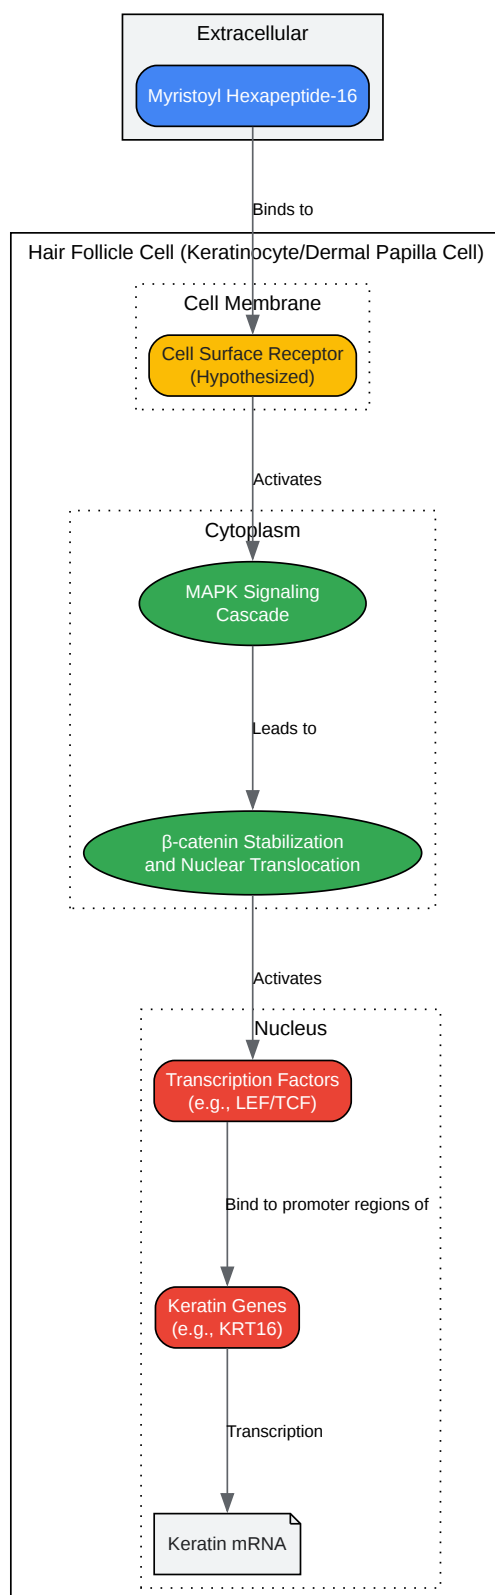 Extracellular
Myristoyl Hexapeptide-16
Binds to
Hair Follicle Cell (Keratinocyte/Dermal Papilla Cell)
Cell Membrane
Cell Surface Receptor
(Hypothesized)
Activates
Cytoplasm
MAPK Signaling
Cascade
Leads to
β-catenin Stabilization
and Nuclear Translocation
Activates
Nucleus
Transcription Factors
(e.g., LEF/TCF)
Bind to promoter regions of
Keratin Genes
(e.g., KRT16)
Transcription
Keratin mRNA